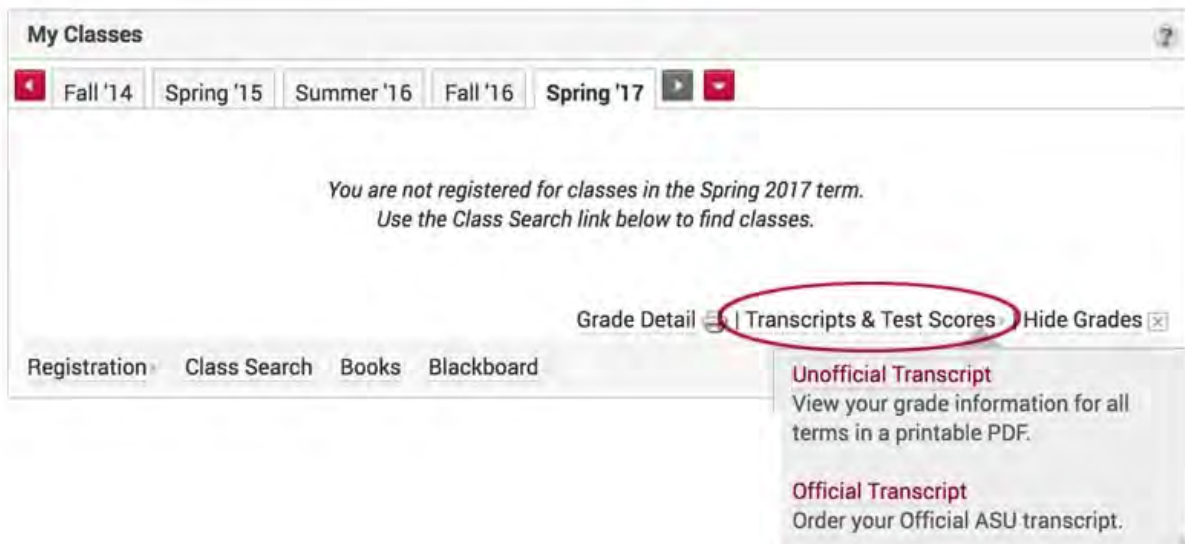 My Classes ?
Fall '14 Spring '15 Summer '16 Fall '16 Spring '17
You are not registered for classes in the Spring 2017 term.
Use the Class Search link below to find classes.
Grade Detail | Transcripts & Test Scores | Hide Grades
Registration Class Search Books Blackboard
Unofficial Transcript
View your grade information for all
terms in a printable PDF.
Official Transcript
Order your Official ASU transcript.